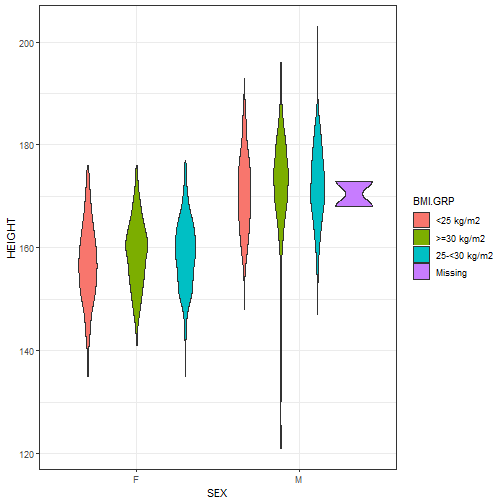 HEIGHT
200
180
160
140
120
F
M
SEX
BMI.GRP
<25 kg/m2
>=30 kg/m2
25-<30 kg/m2
Missing